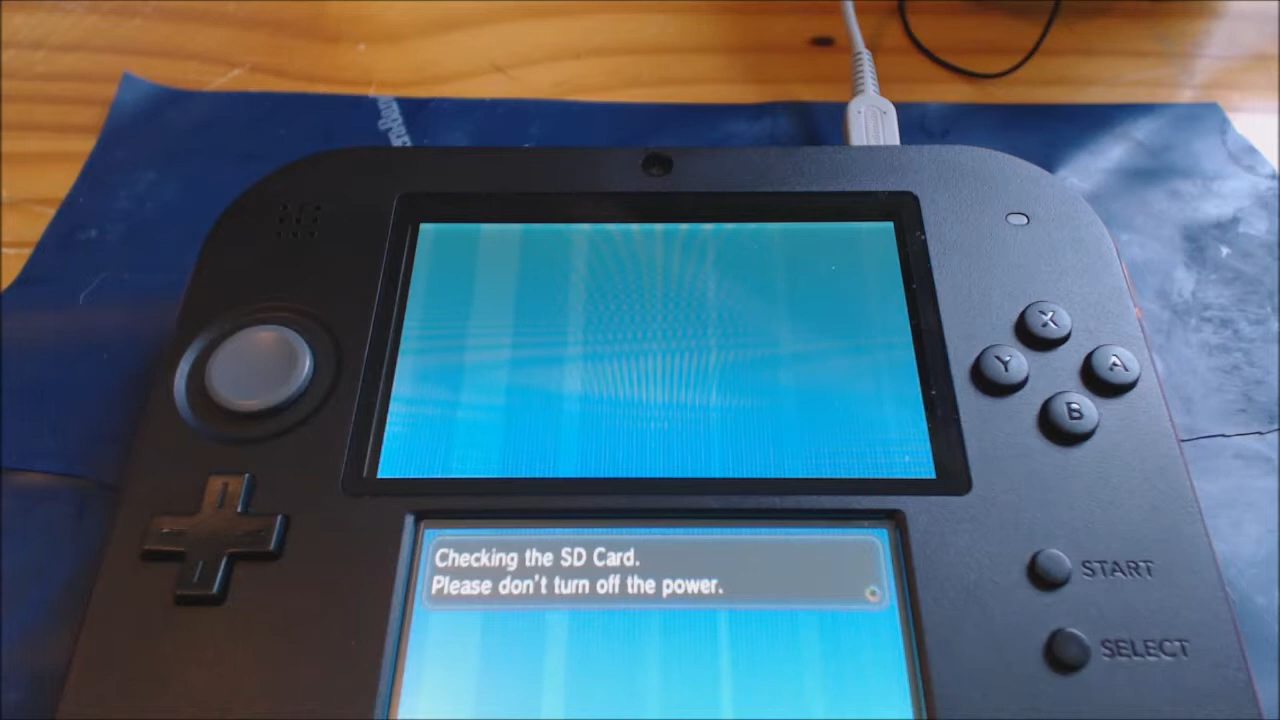 X
Y
A
B
Checking the SD Card.
Please don't turn off the power.
START
SELECT